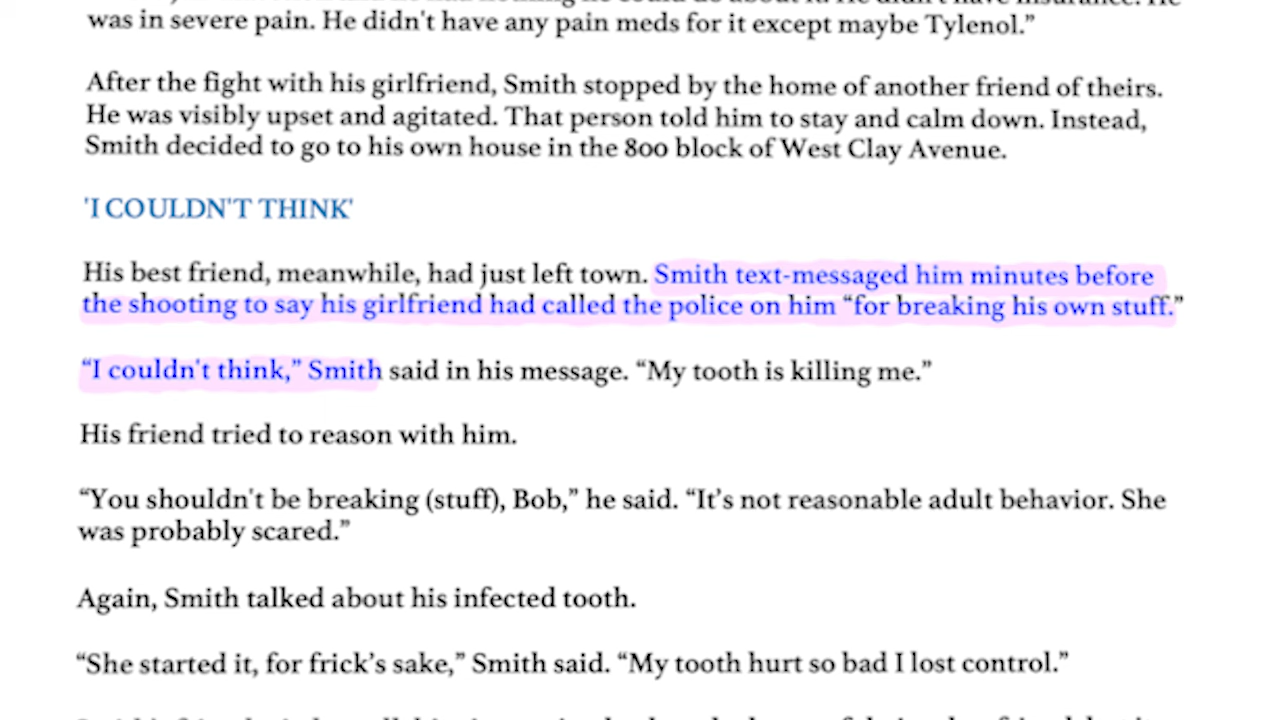 was in severe pain. He didn't have any pain meds for it except maybe Tylenol.”
After the fight with his girlfriend, Smith stopped by the home of another friend of theirs.
He was visibly upset and agitated. That person told him to stay and calm down. Instead,
Smith decided to go to his own house in the 800 block of West Clay Avenue.
'I COULDN'T THINK'
His best friend, meanwhile, had just left town. Smith text-messaged him minutes before
the shooting to say his girlfriend had called the police on him “for breaking his own stuff.”
“I couldn't think,” Smith said in his message. “My tooth is killing me.”
His friend tried to reason with him.
“You shouldn't be breaking (stuff), Bob,” he said. “It’s not reasonable adult behavior. She
was probably scared.”
Again, Smith talked about his infected tooth.
“She started it, for frick’s sake,” Smith said. “My tooth hurt so bad I lost control.”